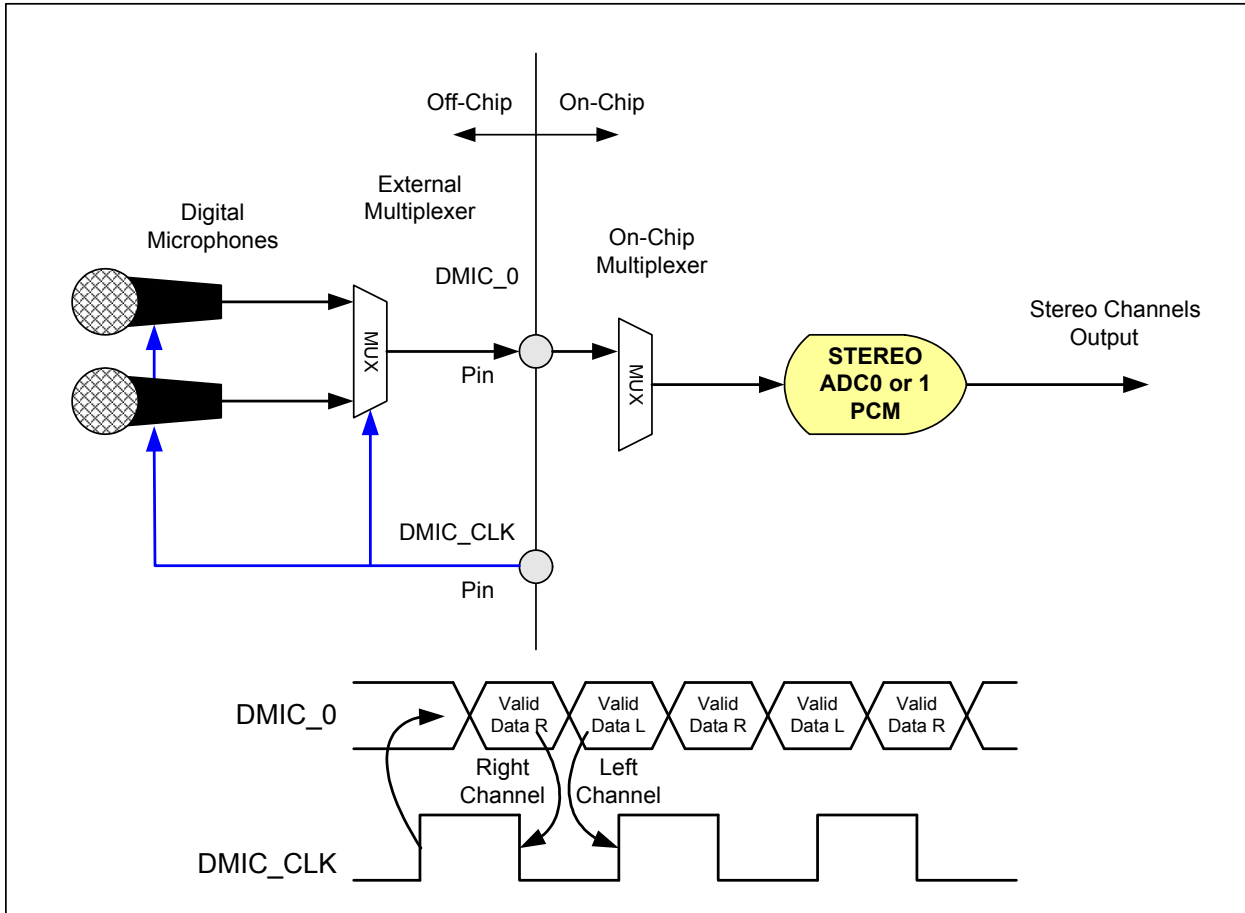 Off-Chip
On-Chip
External
Multiplexer
Digital
Microphones
On-Chip
Multiplexer
DMIC_0
Stereo Channels
Output
MUX
Pin
MUX
STEREO
ADC0 or 1
PCM
DMIC_CLK
Pin
DMIC_0
Valid
Data R
Valid
Data L
Valid
Data R
Valid
Data L
Valid
Data R
Right
Channel
Left
Channel
DMIC_CLK